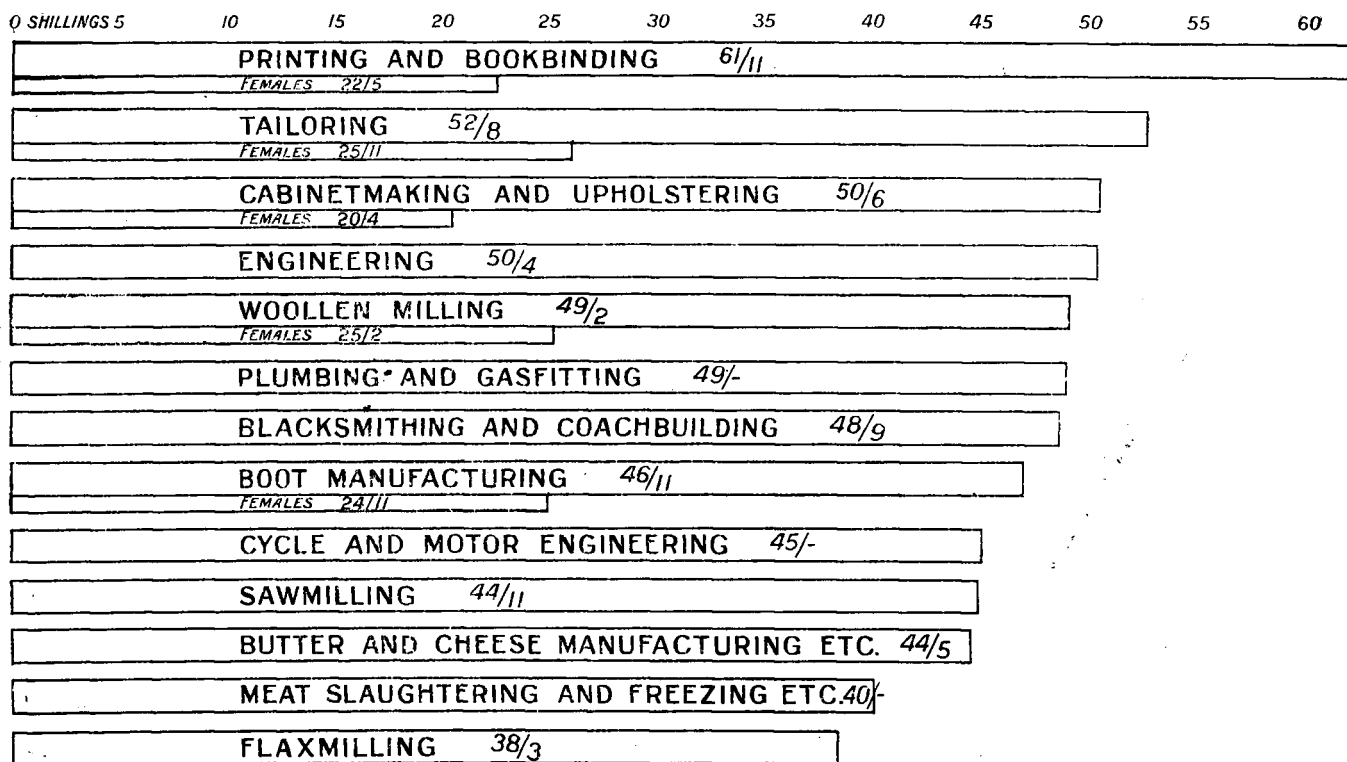 0 SHILLINGS 5 10 15 20 25 30 35 40 45 50 55 60
PRINTING AND BOOKBINDING 61/11
FEMALES 22/5
TAILORING 52/8
FEMALES 25/11
CABINETMAKING AND UPHOLSTERING 50/6
FEMALES 20/4
ENGINEERING 50/4
WOOLLEN MILLING 49/2
FEMALES 25/2
PLUMBING AND GASFITTING 49/-
BLACKSMITHING AND COACHBUILDING 48/9
BOOT MANUFACTURING 46/11
FEMALES 24/11
CYCLE AND MOTOR ENGINEERING 45/-
SAWMILLING 44/11
BUTTER AND CHEESE MANUFACTURING ETC. 44/5
MEAT SLAUGHTERING AND FREEZING ETC. 40/-
FLAXMILLING 38/3